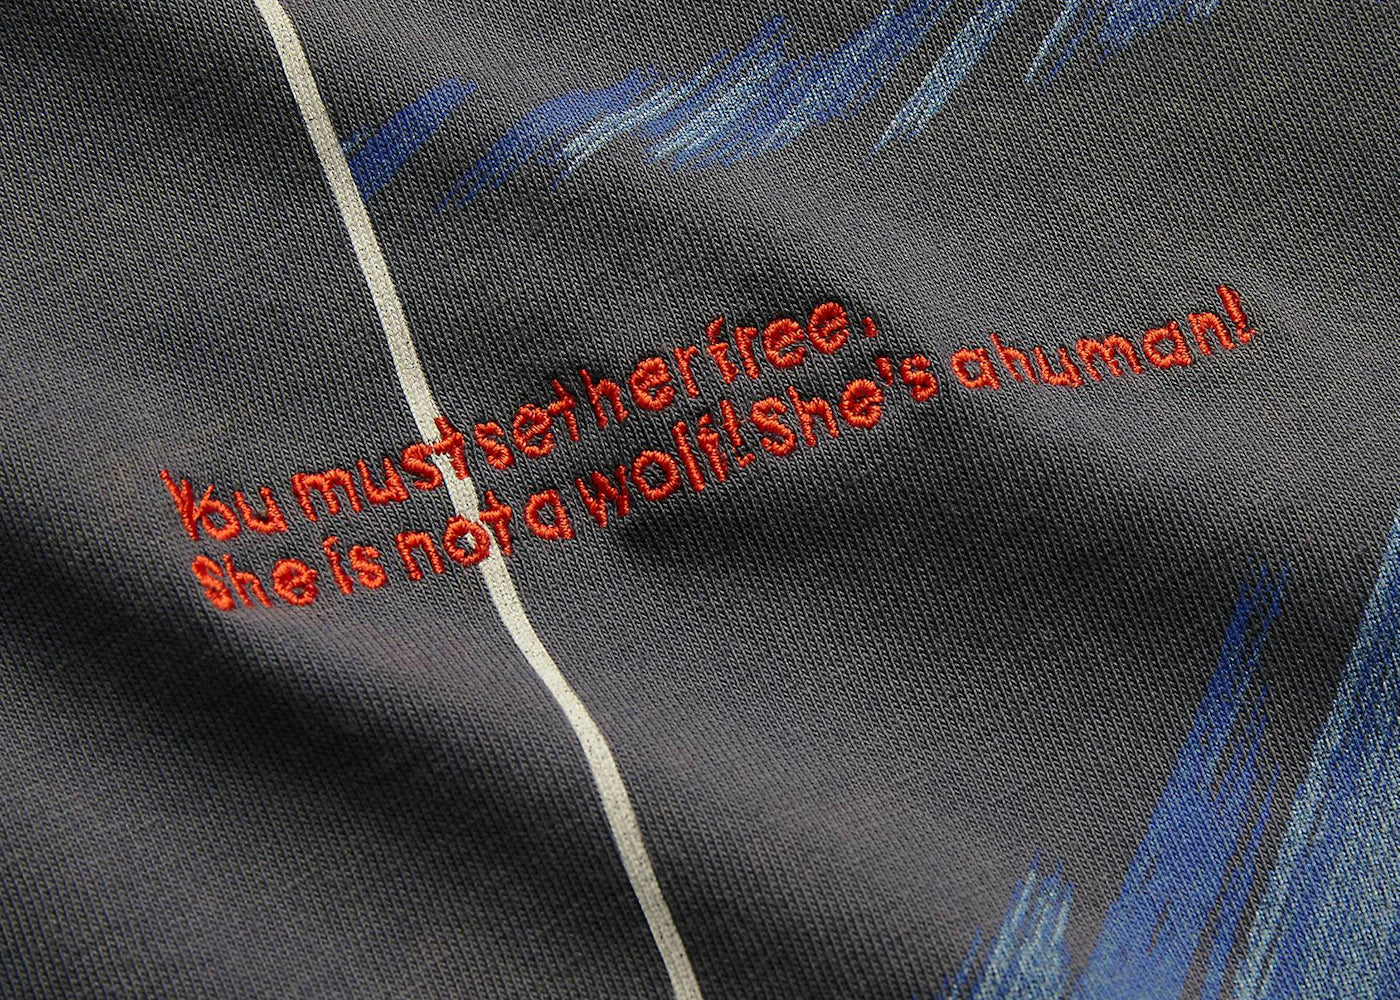 You must set her free,
She is not a wolf! She's a human!